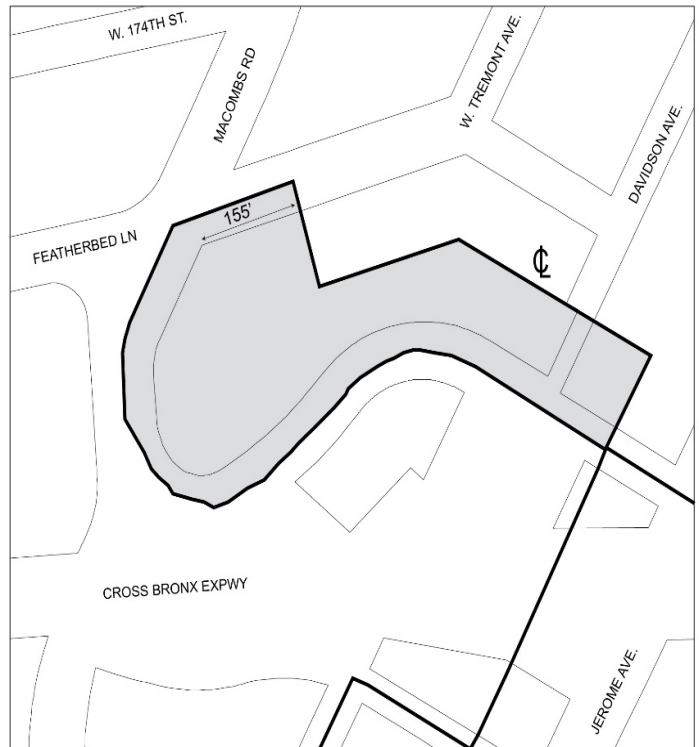 W. 174TH ST.
MACOMBS RD
W. TREMONT AVE.
DAVIDSON AVE.
155'
FEATHERBED LN
℄
CROSS BRONX EXPWY
JEROME AVE.